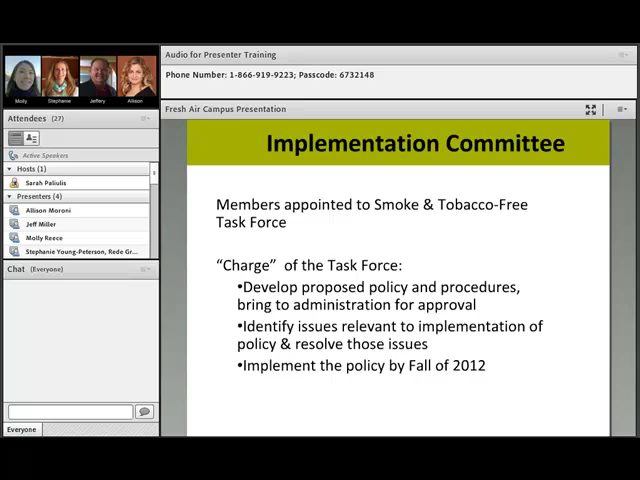 Molly
Stephanie
Jeffery
Allison
Attendees (27)
Active Speakers
Hosts (1)
Sarah Paliulis
Presenters (4)
Allison Moroni
Jeff Miller
Molly Reece
Stephanie Young-Peterson, Rede Gr...
Chat (Everyone)
Everyone
Audio for Presenter Training
Phone Number: 1-866-919-9223; Passcode: 6732148
Fresh Air Campus Presentation
Implementation Committee
Members appointed to Smoke & Tobacco-Free
Task Force
“Charge” of the Task Force:
•Develop proposed policy and procedures,
bring to administration for approval
•Identify issues relevant to implementation of
policy & resolve those issues
•Implement the policy by Fall of 2012